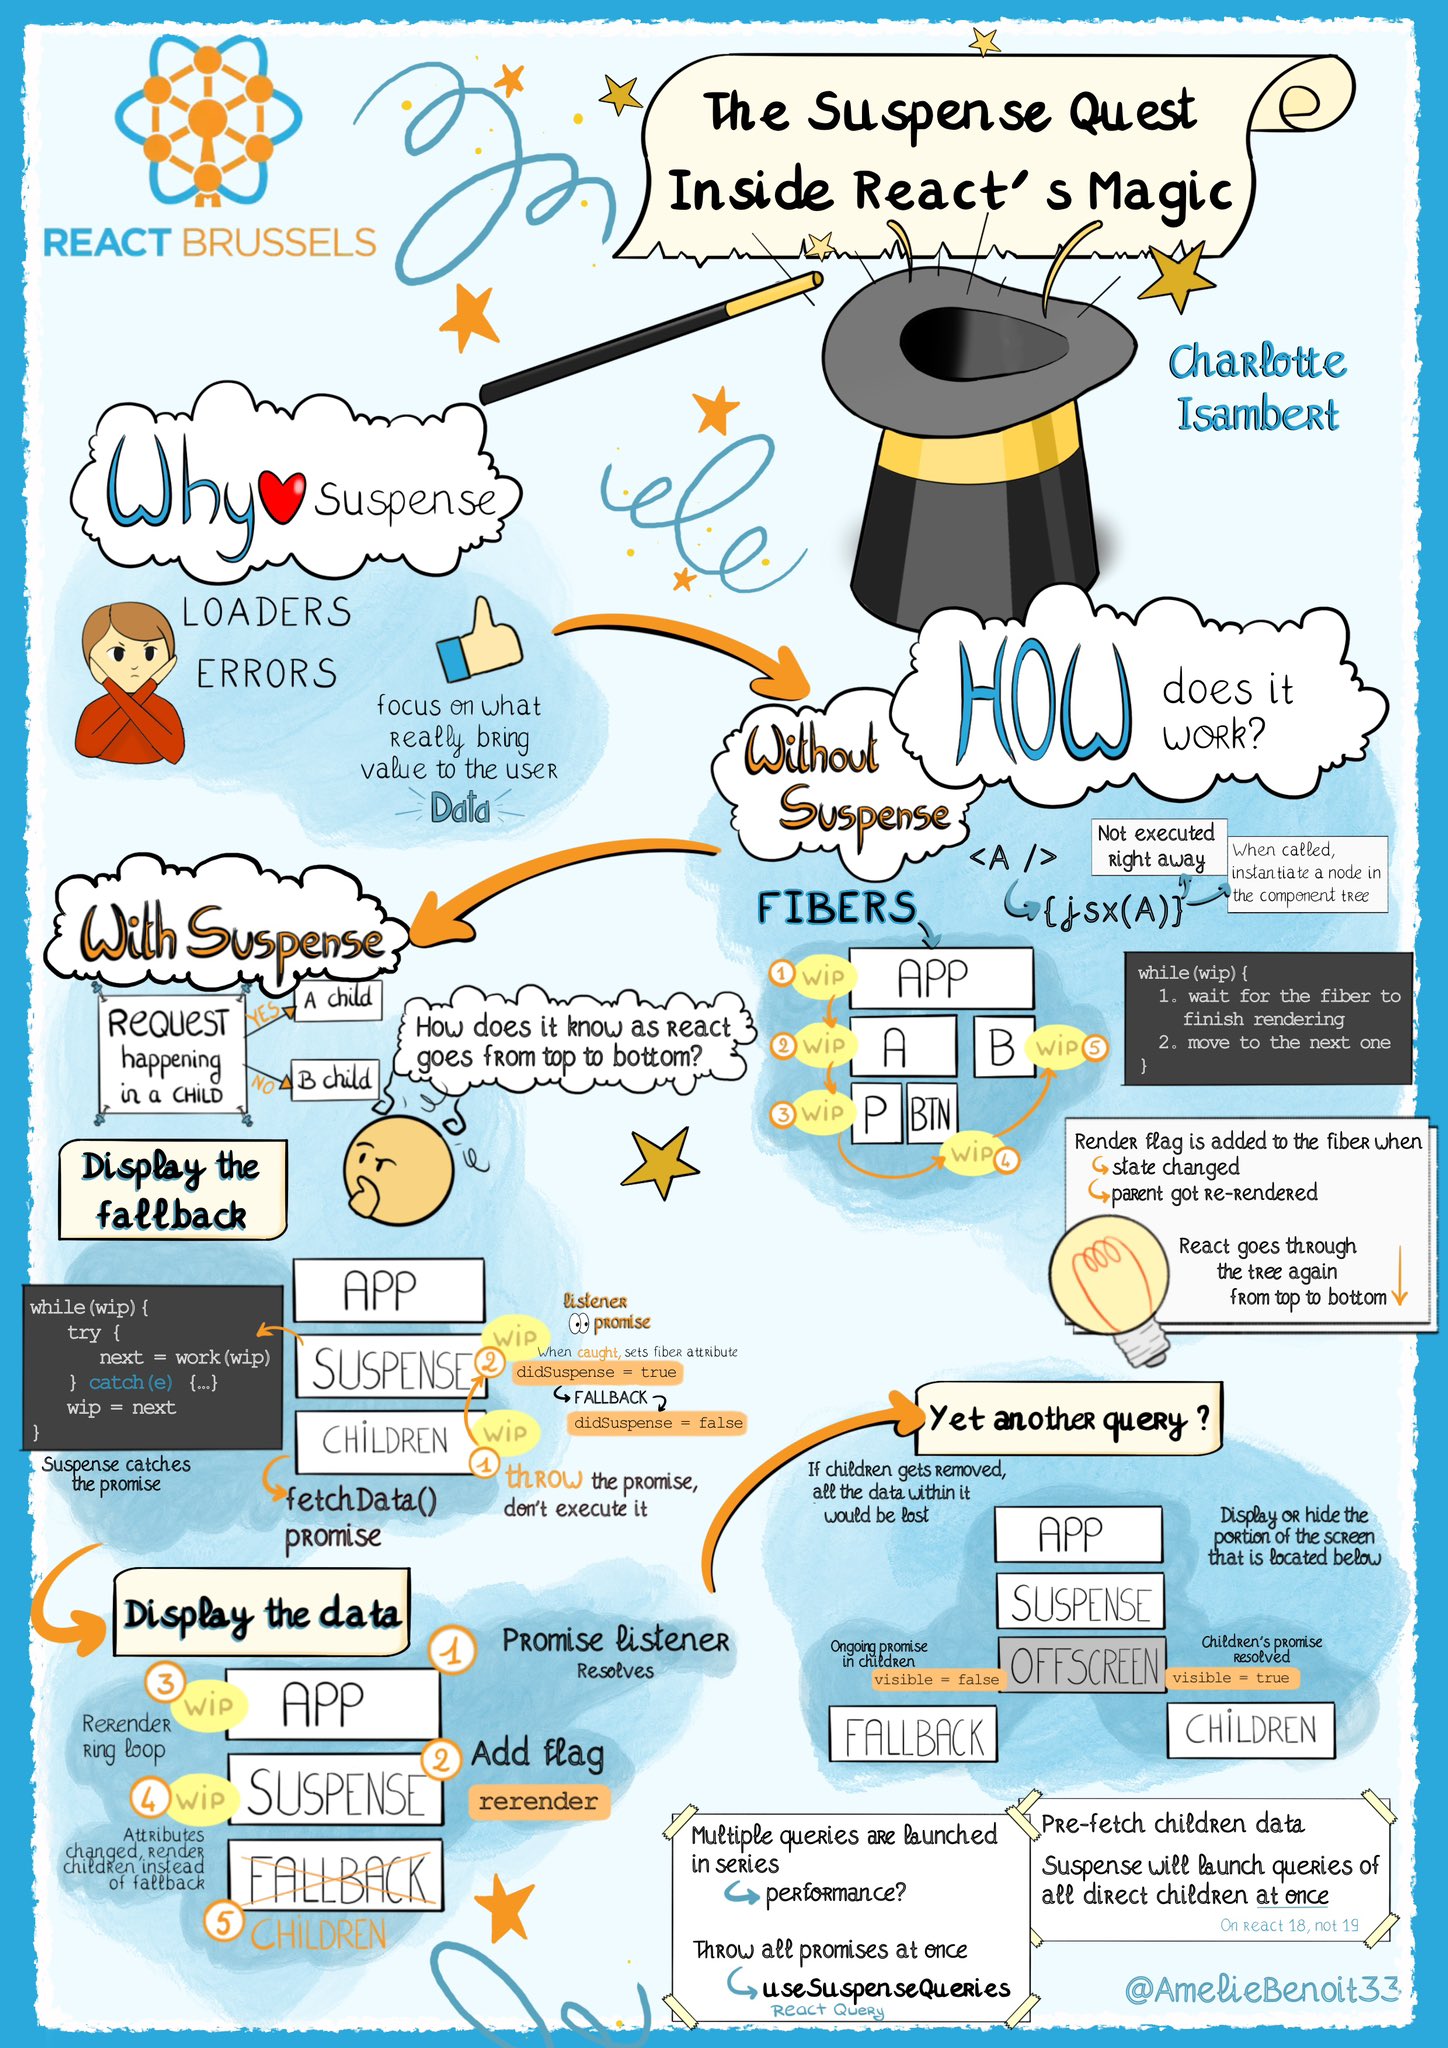 The Suspense Quest
Inside React's Magic
REACT BRUSSELS
Charlotte
Isambert
Why Suspense
LOADERS
ERRORS
focus on what
really bring
value to the user
Data
HOW does it
work?
Without
Suspense
<A />
{jsx(A)}
Not executed
right away
When called,
instantiate a node in
the component tree
FIBERS
1 WIP APP
2 WIP A B WIP 5
3 WIP P BTN
WIP 4
while(wip){
1. wait for the fiber to
finish rendering
2. move to the next one
}
Render flag is added to the fiber when
state changed
parent got re-rendered
React goes through
the tree again
from top to bottom
With Suspense
REQUEST
happening
in a CHILD
YES
A child
NO
B child
How does it know as react
goes from top to bottom?
Display the
fallback
while(wip){
try {
next = work(wip)
} catch(e) {...}
wip = next
}
Suspense catches
the promise
APP
SUSPENSE
WIP
2
CHILDREN
WIP
1
listener
promise
When caught, sets fiber attribute
didSuspense = true
FALLBACK
didSuspense = false
THROW the promise,
don't execute it
fetchData()
promise
Display the data
1 Promise listener
Resolves
3 WIP APP
Rerender
ring loop
2 Add flag
rerender
4 WIP SUSPENSE
Attributes
changed, render
children instead
of fallback
FALLBACK
5 CHILDREN
Yet another query ?
If children gets removed,
all the data within it
would be lost
APP
Display or hide the
portion of the screen
that is located below
SUSPENSE
Ongoing promise
in children
visible = false
OFFSCREEN
Children's promise
resolved
visible = true
FALLBACK
CHILDREN
Multiple queries are launched
in series
performance?
Throw all promises at once
useSuspenseQueries
React Query
Pre-fetch children data
Suspense will launch queries of
all direct children at once
On React 18, not 19
@AmelieBenoit33